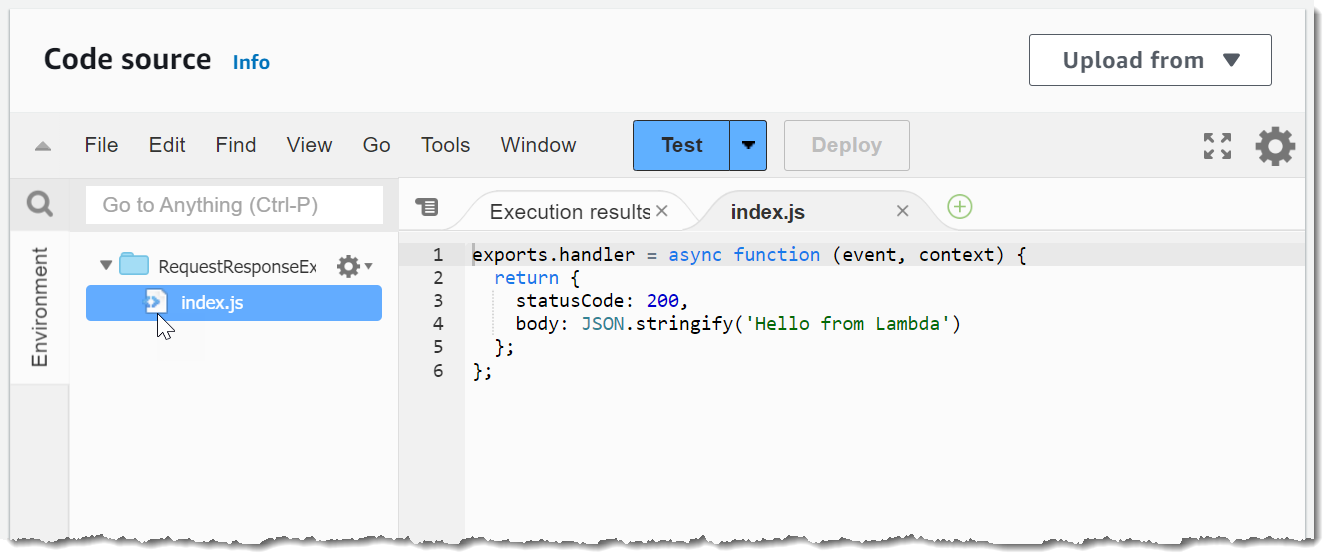 Code source Info
Upload from
File Edit Find View Go Tools Window Test Deploy
Go to Anything (Ctrl-P)
Execution results index.js
Environment
RequestResponseEx
index.js
1 exports.handler = async function (event, context) {
2 return {
3 statusCode: 200,
4 body: JSON.stringify('Hello from Lambda')
5 };
6 };